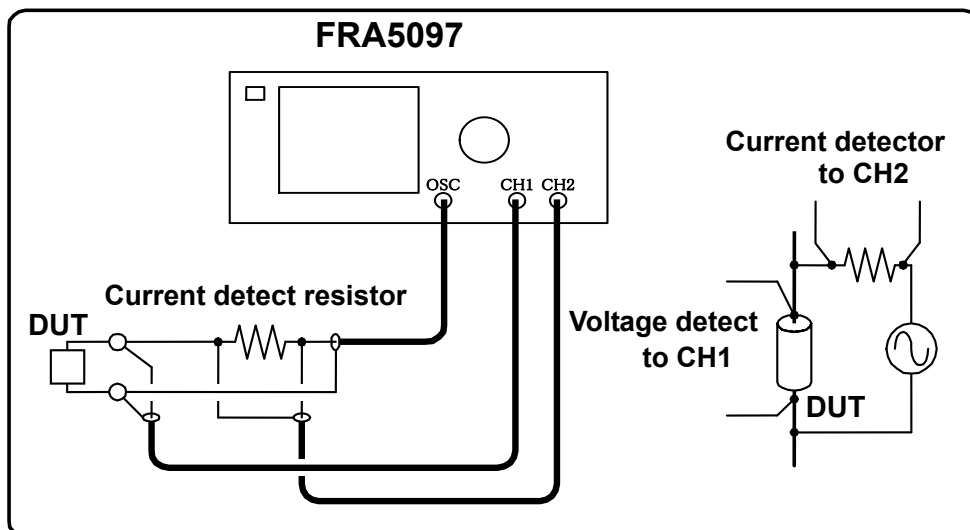 FRA5097
OSC
CH1
CH2
Current detect resistor
DUT
Current detector
to CH2
Voltage detect
to CH1
DUT